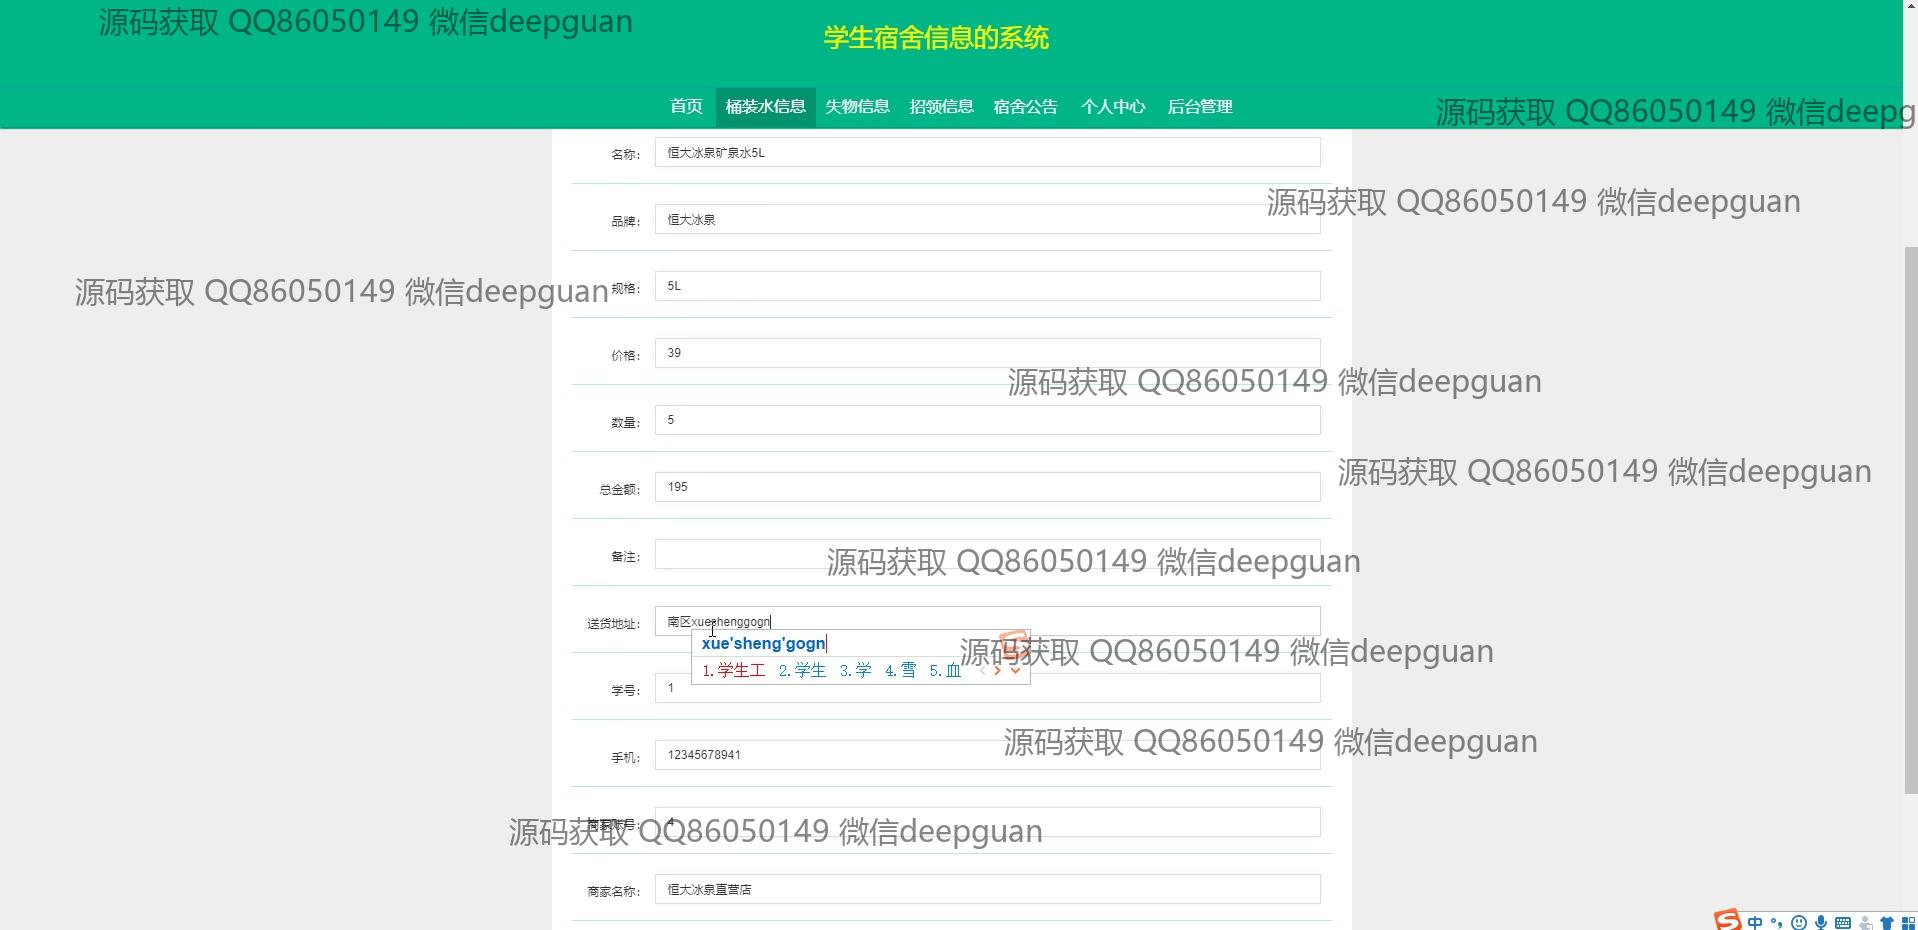 源码获取 QQ86050149 微信deepguan
学生宿舍信息的系统
首页 桶装水信息 失物信息 招领信息 宿舍公告 个人中心 后台管理
源码获取 QQ86050149 微信deepg
名称： 恒大冰泉矿泉水5L
源码获取 QQ86050149 微信deepguan
品牌： 恒大冰泉
源码获取 QQ86050149 微信deepguan
规格： 5L
价格： 39
源码获取 QQ86050149 微信deepguan
数量： 5
源码获取 QQ86050149 微信deepguan
总金额： 195
备注：
源码获取 QQ86050149 微信deepguan
送货地址： 南区xueshenggogn
xue'sheng'gogn
源码获取 QQ86050149 微信deepguan
1.学生工 2.学生 3.学 4.雪 5.血
学号： 1
源码获取 QQ86050149 微信deepguan
手机： 12345678941
商家账号： 4
源码获取 QQ86050149 微信deepguan
商家名称： 恒大冰泉直营店
中